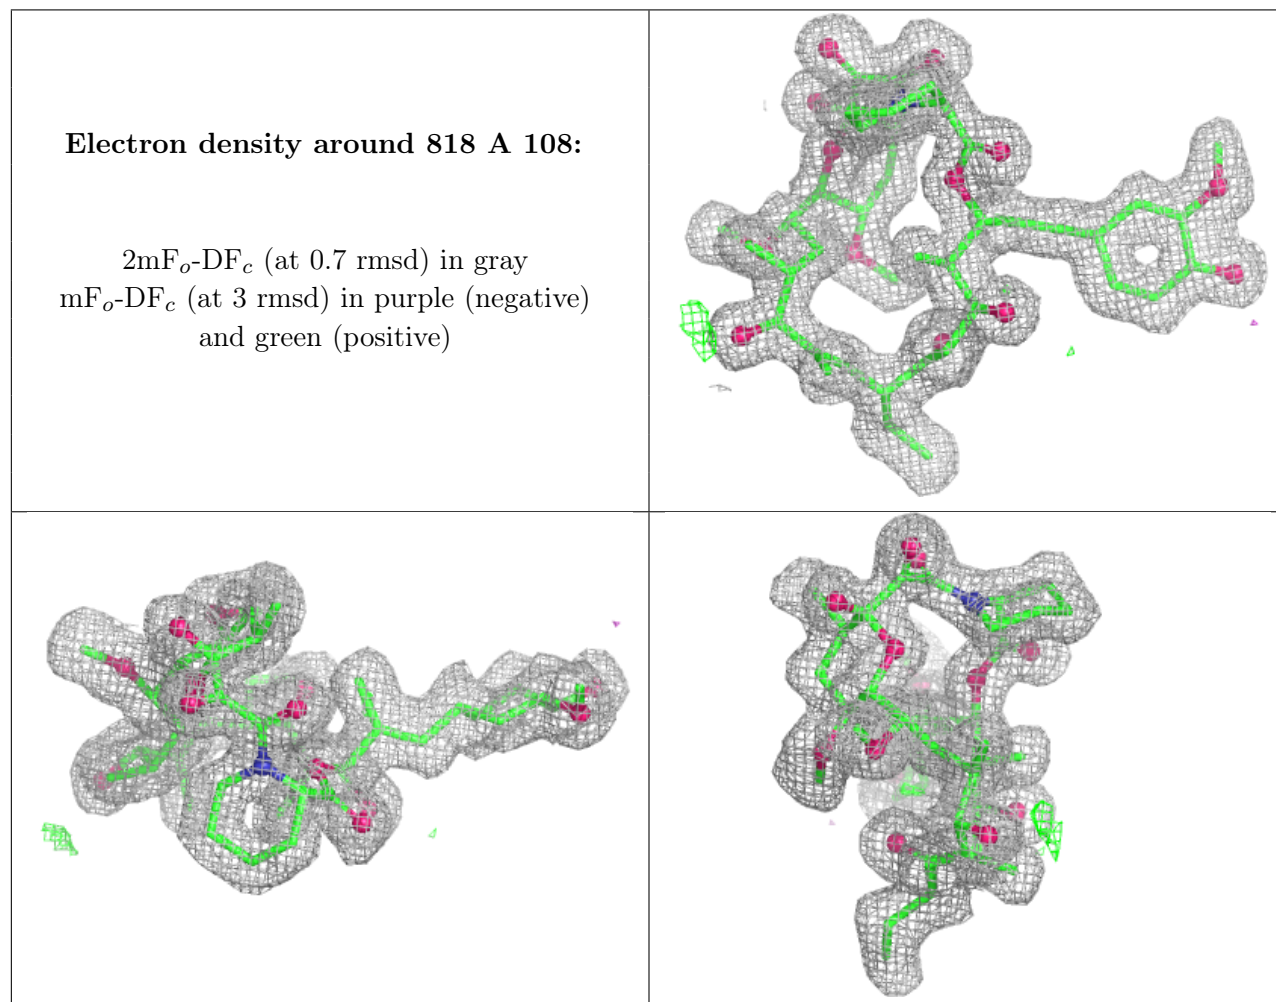 Electron density around 818 A 108:
2mFo-DFc (at 0.7 rmsd) in gray
mFo-DFc (at 3 rmsd) in purple (negative)
and green (positive)